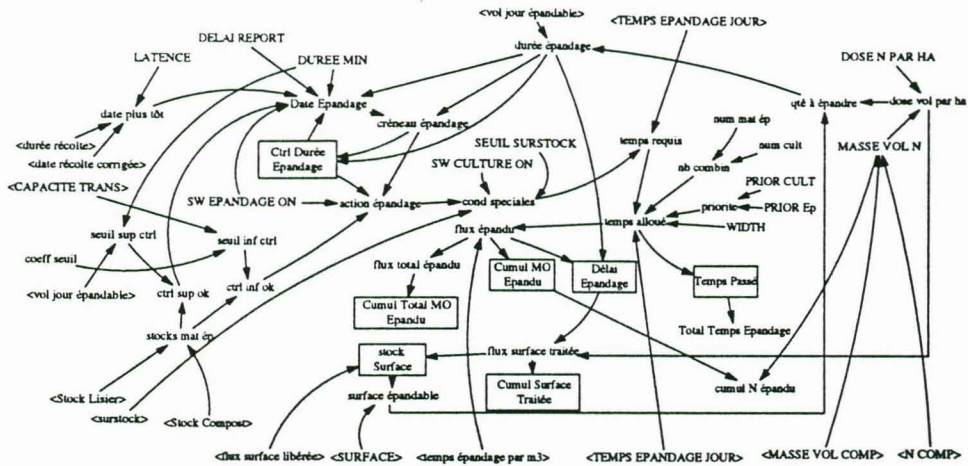 <vol jour épandable>
<TEMPS EPANDAGE JOUR>
DELAI REPORT
durée épandage
LATENCE
DUREE MIN
DOSE N PAR HA
date plus tôt
Date Epandage
qté à épandre
dose vol par ha
créneau épandage
num mat ép
<durée récolte>
temps requis
num cult
MASSE VOL N
<date récolte corrigée>
Ctrl Durée
Epandage
SEUIL SURSTOCK
SW CULTURE ON
nb combin
<CAPACITE TRANS>
PRIOR CULT
SW EPANDAGE ON
action épandage
cond speciales
priorite
PRIOR Ep
temps alloué
WIDTH
seuil sup ctrl
seuil inf ctrl
flux épandu
coeff seuil
flux total épandu
Cumul MO
Epandu
Délai
Epandage
Temps Passé
<vol jour épandable>
ctrl sup ok
ctrl inf ok
Cumul Total MO
Epandu
Total Temps Epandage
stocks mat ép
stock
Surface
flux surface traitée
cumul N épandu
<Stock Lisier>
Cumul Surface
Traitée
surface épandable
<surstock>
<Stock Compost>
<flux surface libérée>
<SURFACE>
<temps épandage par m3>
<TEMPS EPANDAGE JOUR>
<MASSE VOL COMP>
<N COMP>